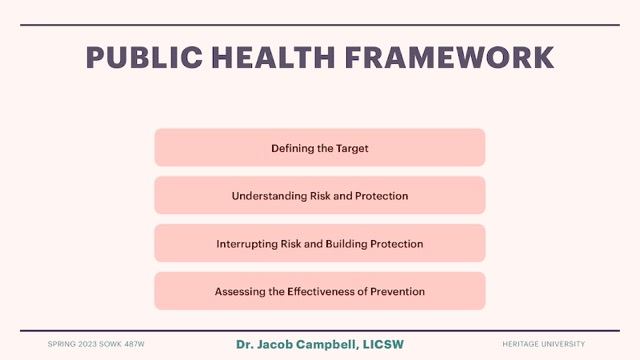 PUBLIC HEALTH FRAMEWORK
Defining the Target
Understanding Risk and Protection
Interrupting Risk and Building Protection
Assessing the Effectiveness of Prevention
SPRING 2023 SOWK 487W
Dr. Jacob Campbell, LICSW
HERITAGE UNIVERSITY